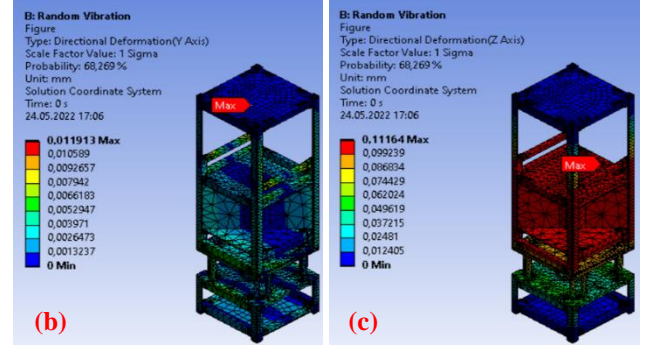 B: Random Vibration
Figure
Type: Directional Deformation(Y Axis)
Scale Factor Value: 1 Sigma
Probability: 68,269 %
Unit: mm
Solution Coordinate System
Time: 0 s
24.05.2022 17:06
0,011913 Max
0,010589
0,0092657
0,007942
0,0066183
0,0052947
0,003971
0,0026473
0,0013237
0 Min
Max
(b)
B: Random Vibration
Figure
Type: Directional Deformation(Z Axis)
Scale Factor Value: 1 Sigma
Probability: 68,269 %
Unit: mm
Solution Coordinate System
Time: 0 s
24.05.2022 17:06
0,11164 Max
0,099239
0,086834
0,074429
0,062024
0,049619
0,037215
0,02481
0,012405
0 Min
Max
(c)